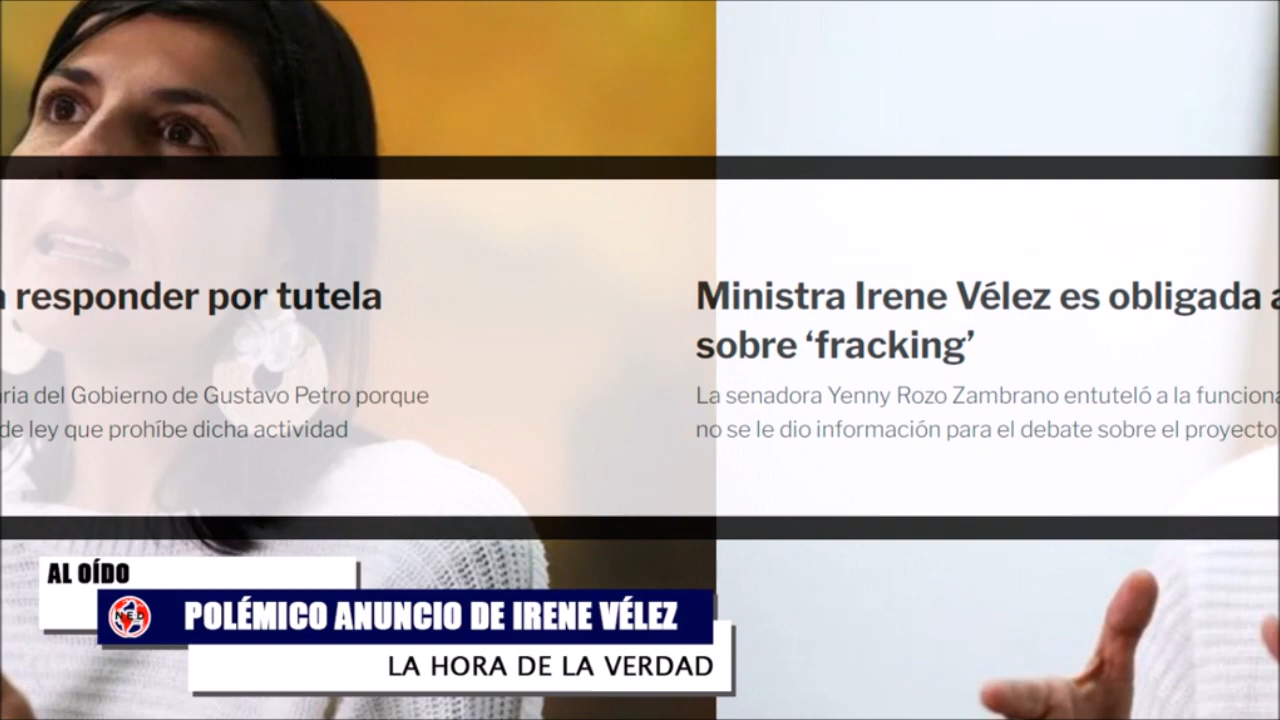 a responder por tutela
ria del Gobierno de Gustavo Petro porque
de ley que prohíbe dicha actividad
Ministra Irene Vélez es obligada a
sobre ‘fracking’
La senadora Yenny Rozo Zambrano entuteló a la funciona
no se le dio información para el debate sobre el proyecto
AL OÍDO
POLÉMICO ANUNCIO DE IRENE VÉLEZ
LA HORA DE LA VERDAD